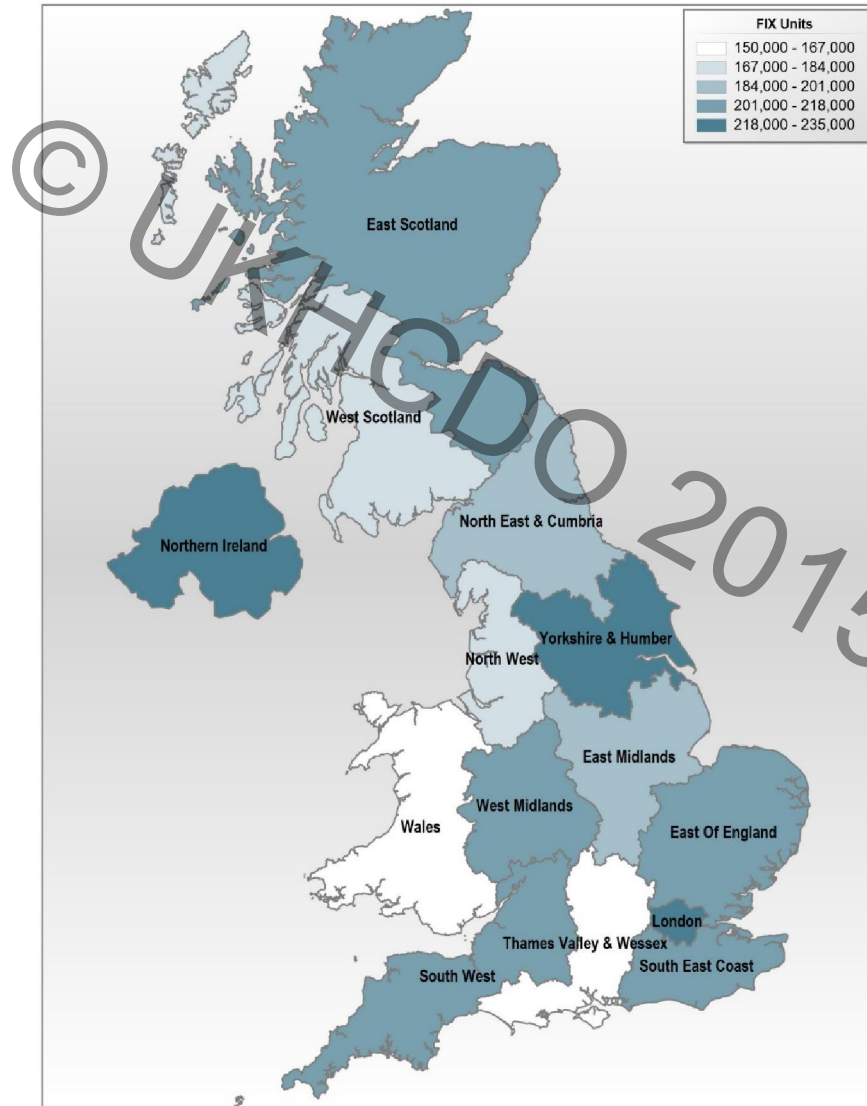 FIX Units
150,000 - 167,000
167,000 - 184,000
184,000 - 201,000
201,000 - 218,000
218,000 - 235,000
© UKHCDO 2015
East Scotland
West Scotland
North East & Cumbria
Northern Ireland
Yorkshire & Humber
North West
East Midlands
West Midlands
Wales
East Of England
London
Thames Valley & Wessex
South East Coast
South West